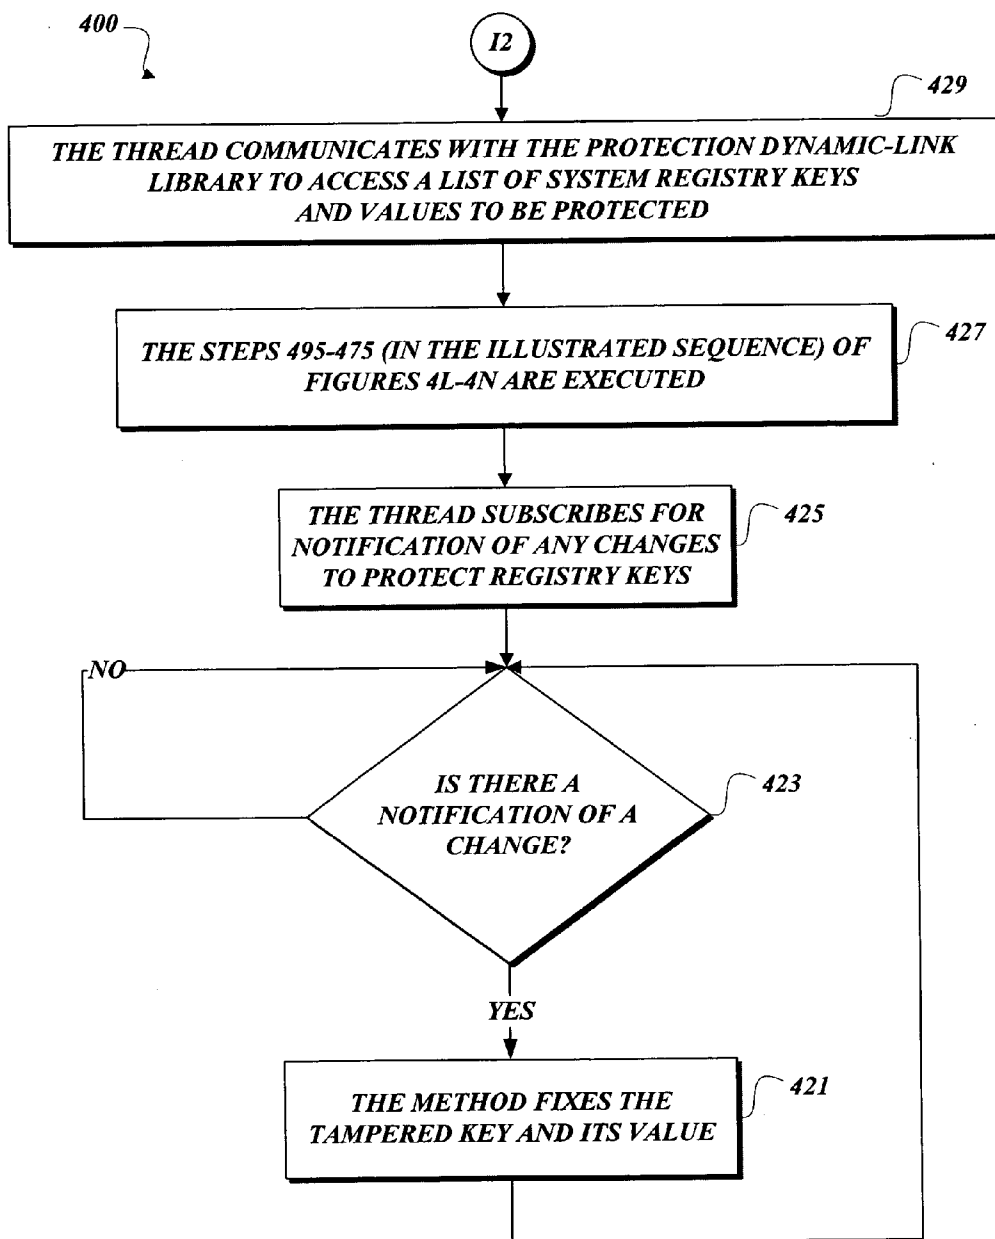 400
I2
429
THE THREAD COMMUNICATES WITH THE PROTECTION DYNAMIC-LINK
LIBRARY TO ACCESS A LIST OF SYSTEM REGISTRY KEYS
AND VALUES TO BE PROTECTED
427
THE STEPS 495-475 (IN THE ILLUSTRATED SEQUENCE) OF
FIGURES 4L-4N ARE EXECUTED
425
THE THREAD SUBSCRIBES FOR
NOTIFICATION OF ANY CHANGES
TO PROTECT REGISTRY KEYS
NO
423
IS THERE A
NOTIFICATION OF A
CHANGE?
YES
421
THE METHOD FIXES THE
TAMPERED KEY AND ITS VALUE